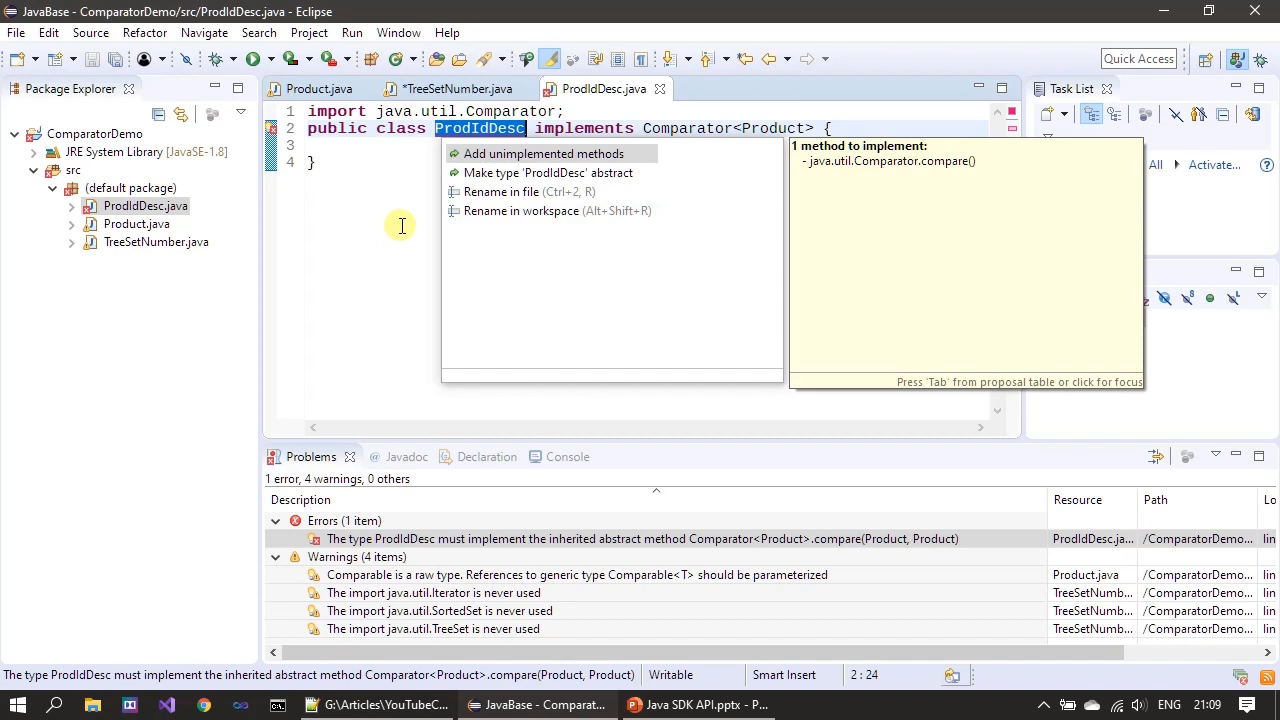 JavaBase - ComparatorDemo/src/ProdIdDesc.java - Eclipse
File Edit Source Refactor Navigate Search Project Run Window Help
Quick Access
Package Explorer
Product.java
*TreeSetNumber.java
ProdIdDesc.java
Task List
ComparatorDemo
JRE System Library [JavaSE-1.8]
src
(default package)
ProdIdDesc.java
Product.java
TreeSetNumber.java
1 import java.util.Comparator;
2 public class ProdIdDesc implements Comparator<Product> {
3
4 }
Add unimplemented methods
Make type 'ProdIdDesc' abstract
Rename in file (Ctrl+2, R)
Rename in workspace (Alt+Shift+R)
1 method to implement:
- java.util.Comparator.compare()
Press 'Tab' from proposal table or click for focus
All
Activate...
Problems
Javadoc
Declaration
Console
1 error, 4 warnings, 0 others
Description Resource Path Lo
Errors (1 item)
The type ProdIdDesc must implement the inherited abstract method Comparator<Product>.compare(Product, Product) ProdIdDesc.ja... /ComparatorDemo... lin
Warnings (4 items)
Comparable is a raw type. References to generic type Comparable<T> should be parameterized Product.java /ComparatorDemo... lin
The import java.util.Iterator is never used TreeSetNumb... /ComparatorDemo... lin
The import java.util.SortedSet is never used TreeSetNumb... /ComparatorDemo... lin
The import java.util.TreeSet is never used TreeSetNumb... /ComparatorDemo... lin
The type ProdIdDesc must implement the inherited abstract method Comparator<Product>.compare(Product, Product) Writable Smart Insert 2 : 24
G:\Articles\YouTubeC...
JavaBase - Comparat...
Java SDK API.pptx - P...
ENG
21:09